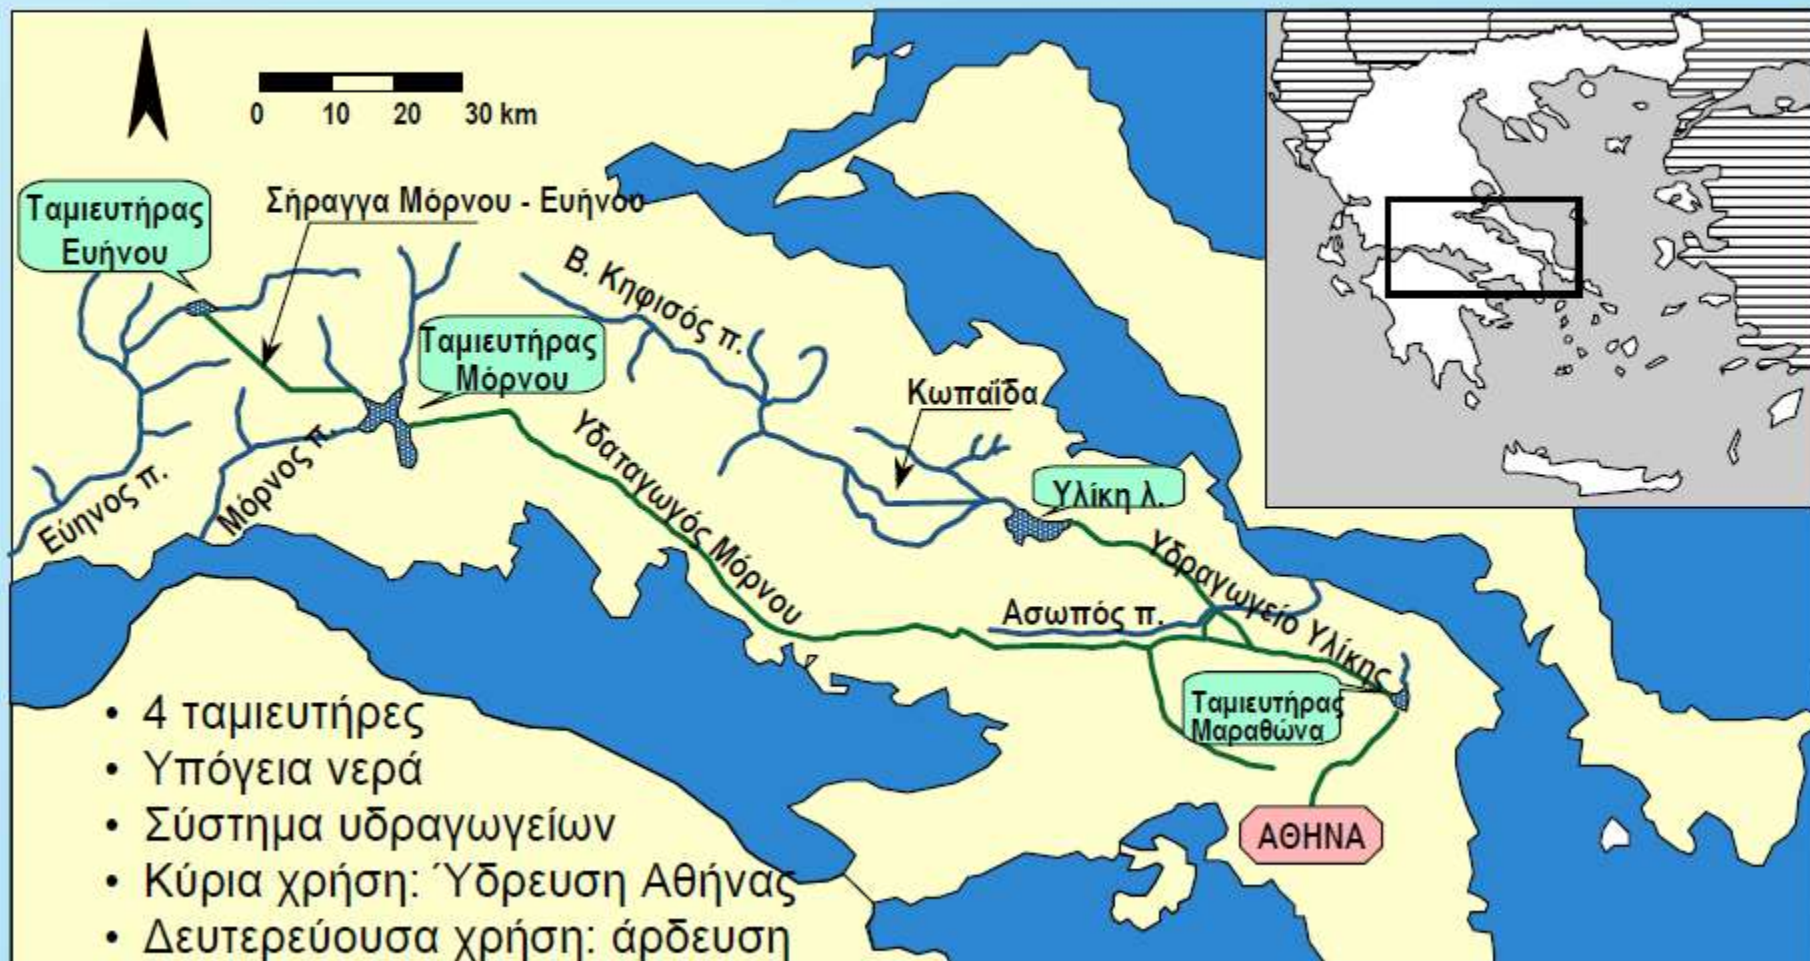 0 10 20 30 km
Ταμιευτήρας
Ευήνου
Σήραγγα Μόρνου - Ευήνου
Β. Κηφισός π.
Ταμιευτήρας
Μόρνου
Κωπαΐδα
Υδαταγωγός Μόρνου
Εύηνος π.
Μόρνος π.
Υλίκη λ.
Υδραγωγείο Υλίκης
Ασωπός π.
Ταμιευτήρας
Μαραθώνα
ΑΘΗΝΑ
• 4 ταμιευτήρες
• Υπόγεια νερά
• Σύστημα υδραγωγείων
• Κύρια χρήση: Ύδρευση Αθήνας
• Δευτερεύουσα χρήση: άρδευση